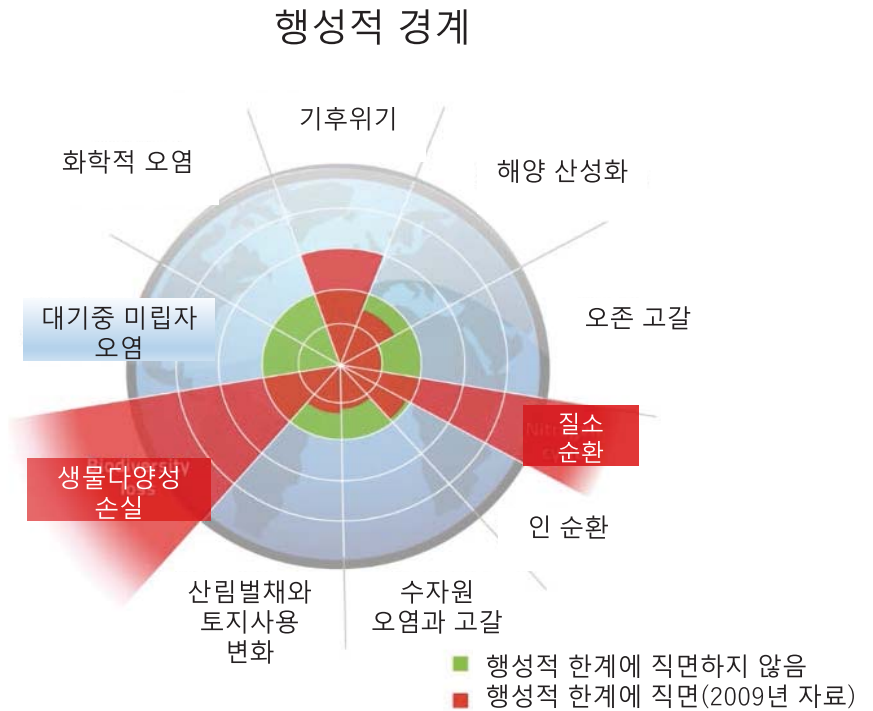 행성적 경계
기후위기
화학적 오염
해양 산성화
대기중 미립자
오염
오존 고갈
질소
순환
생물다양성
손실
인 순환
산림벌채와
토지사용
변화
수자원
오염과 고갈
행성적 한계에 직면하지 않음
행성적 한계에 직면(2009년 자료)